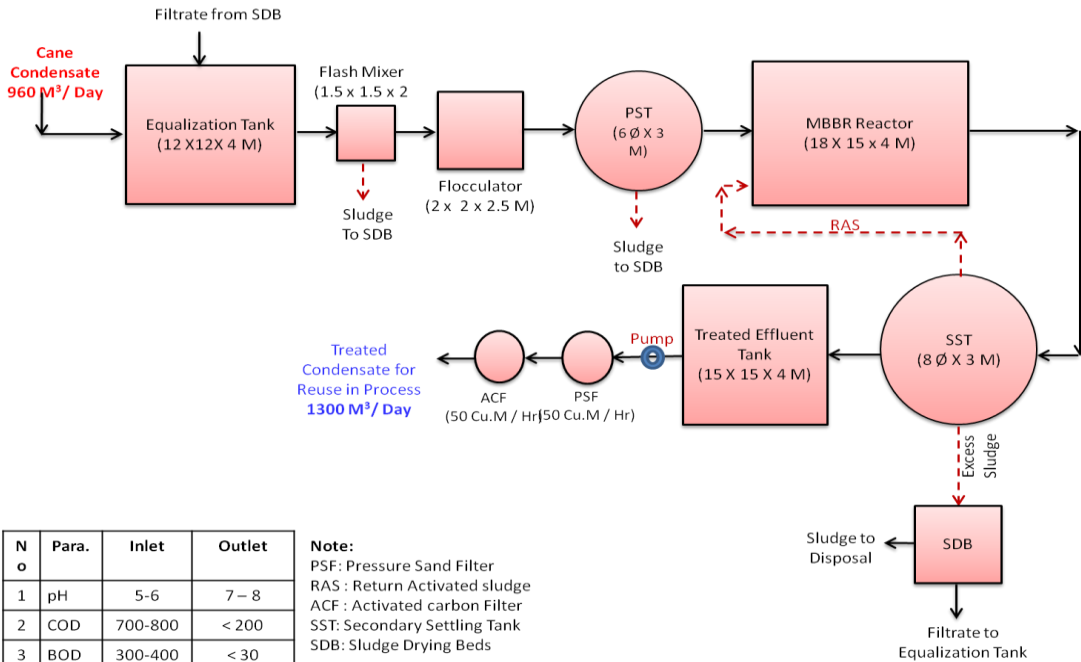 Filtrate from SDB
Cane
Condensate
960 M³/ Day
Equalization Tank
(12 X12X 4 M)
Flash Mixer
(1.5 x 1.5 x 2
Sludge
To SDB
Flocculator
(2 x 2 x 2.5 M)
PST
(6 Ø X 3
M)
Sludge
to SDB
MBBR Reactor
(18 X 15 x 4 M)
RAS
SST
(8 Ø X 3 M)
Treated Effluent
Tank
(15 X 15 X 4 M)
Pump
PSF
(50 Cu.M / Hr)
ACF
(50 Cu.M / Hr)
Treated
Condensate for
Reuse in Process
1300 M³/ Day
Excess
Sludge
SDB
Sludge to
Disposal
Filtrate to
Equalization Tank
N
o
Para. Inlet Outlet
1 pH 5-6 7 – 8
2 COD 700-800 < 200
3 BOD 300-400 < 30
Note:
PSF: Pressure Sand Filter
RAS : Return Activated sludge
ACF : Activated carbon Filter
SST: Secondary Settling Tank
SDB: Sludge Drying Beds